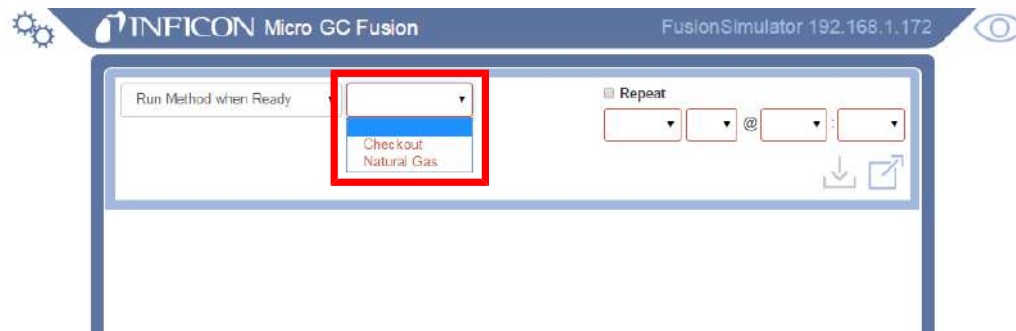 INFICON Micro GC Fusion
FusionSimulator 192.168.1.172
Run Method when Ready
Repeat
@ :
Checkout
Natural Gas